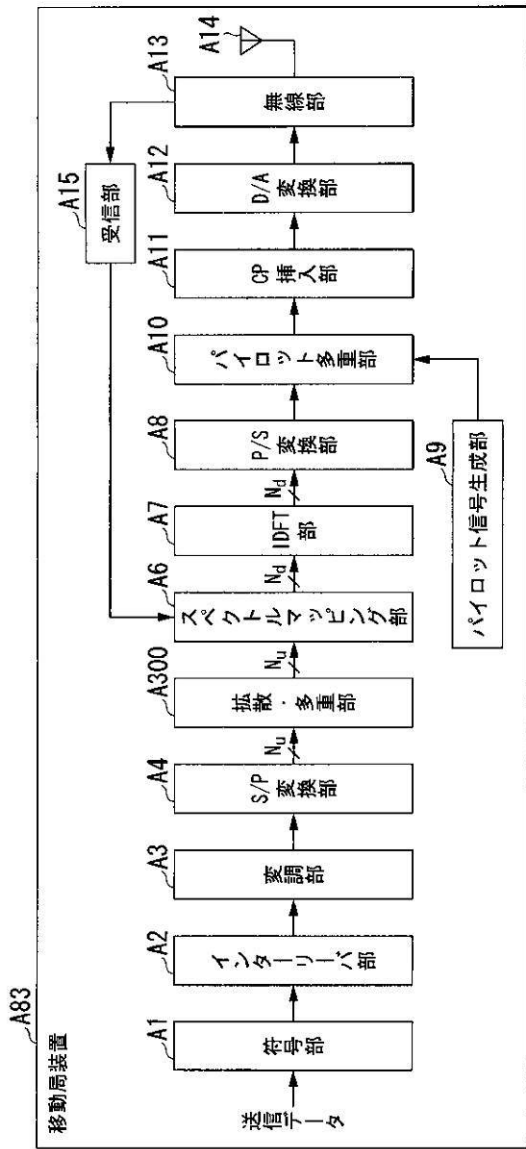 A83
移動局装置
送信データ
A1
符号部
A2
インターリーバ部
A3
変調部
A4
S/P
変換部
Nu
A300
拡散・多重部
Nu
A6
スペクトルマッピング部
Nd
A7
IDFT
部
Nd
A8
P/S
変換部
A9
パイロット信号生成部
A10
パイロット多重部
A11
CP
挿入部
A12
D/A
変換部
A13
無線部
A14
A15
受信部